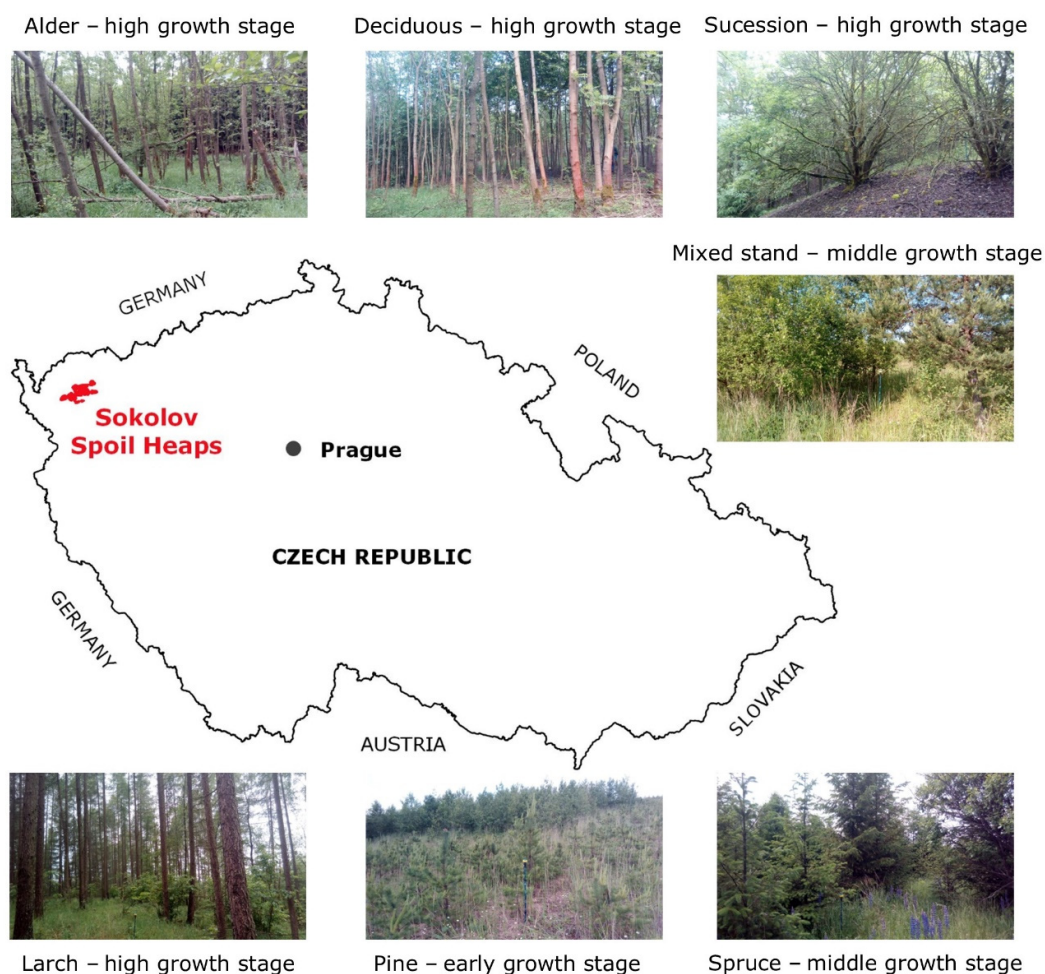 Alder – high growth stage
Deciduous – high growth stage
Sucession – high growth stage
Mixed stand – middle growth stage
GERMANY
POLAND
Sokolov
Spoil Heaps
Prague
CZECH REPUBLIC
GERMANY
SLOVAKIA
AUSTRIA
Larch – high growth stage
Pine – early growth stage
Spruce – middle growth stage